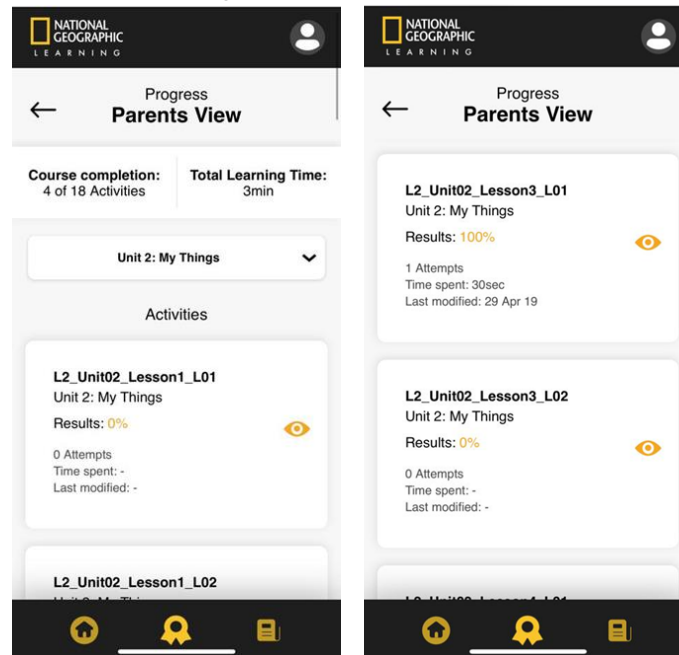 NATIONAL
GEOGRAPHIC
LEARNING
Progress
Parents View
Course completion:
4 of 18 Activities
Total Learning Time:
3min
Unit 2: My Things
Activities
L2_Unit02_Lesson1_L01
Unit 2: My Things
Results: 0%
0 Attempts
Time spent: -
Last modified: -
L2_Unit02_Lesson1_L02
NATIONAL
GEOGRAPHIC
LEARNING
Progress
Parents View
L2_Unit02_Lesson3_L01
Unit 2: My Things
Results: 100%
1 Attempts
Time spent: 30sec
Last modified: 29 Apr 19
L2_Unit02_Lesson3_L02
Unit 2: My Things
Results: 0%
0 Attempts
Time spent: -
Last modified: -